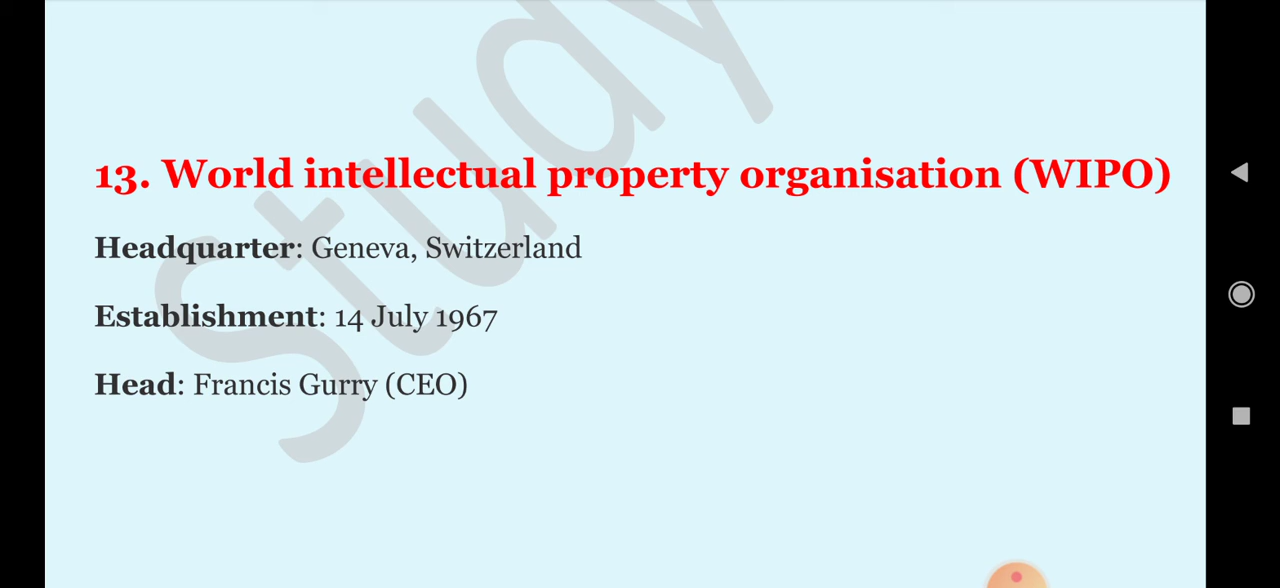 Study
13. World intellectual property organisation (WIPO)
Headquarter: Geneva, Switzerland
Establishment: 14 July 1967
Head: Francis Gurry (CEO)